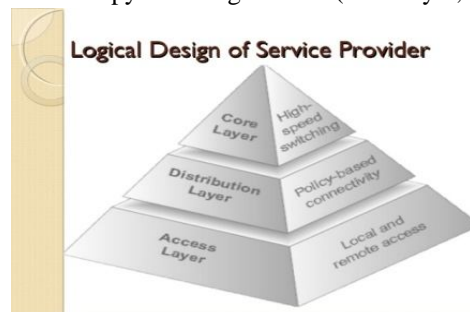 Logical Design of Service Provider
Core
Layer
High-
speed
switching
Distribution
Layer
Policy-based
connectivity
Access
Layer
Local and
remote access